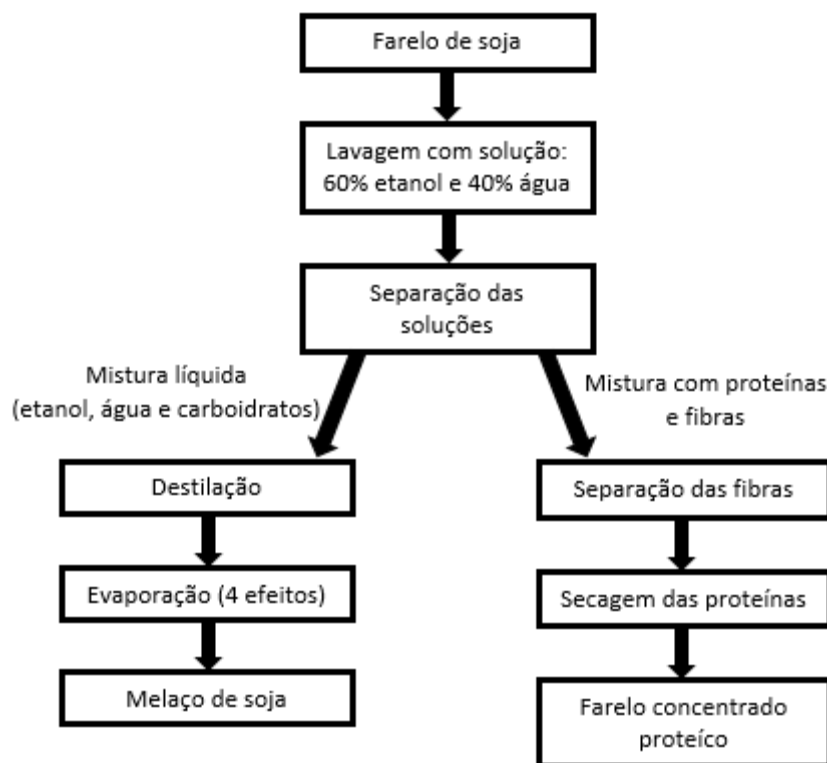 Farelo de soja
Lavagem com solução:
60% etanol e 40% água
Separação das
soluções
Mistura líquida
(etanol, água e carboidratos)
Mistura com proteínas
e fibras
Destilação
Separação das fibras
Evaporação (4 efeitos)
Secagem das proteínas
Melaço de soja
Farelo concentrado
proteíco